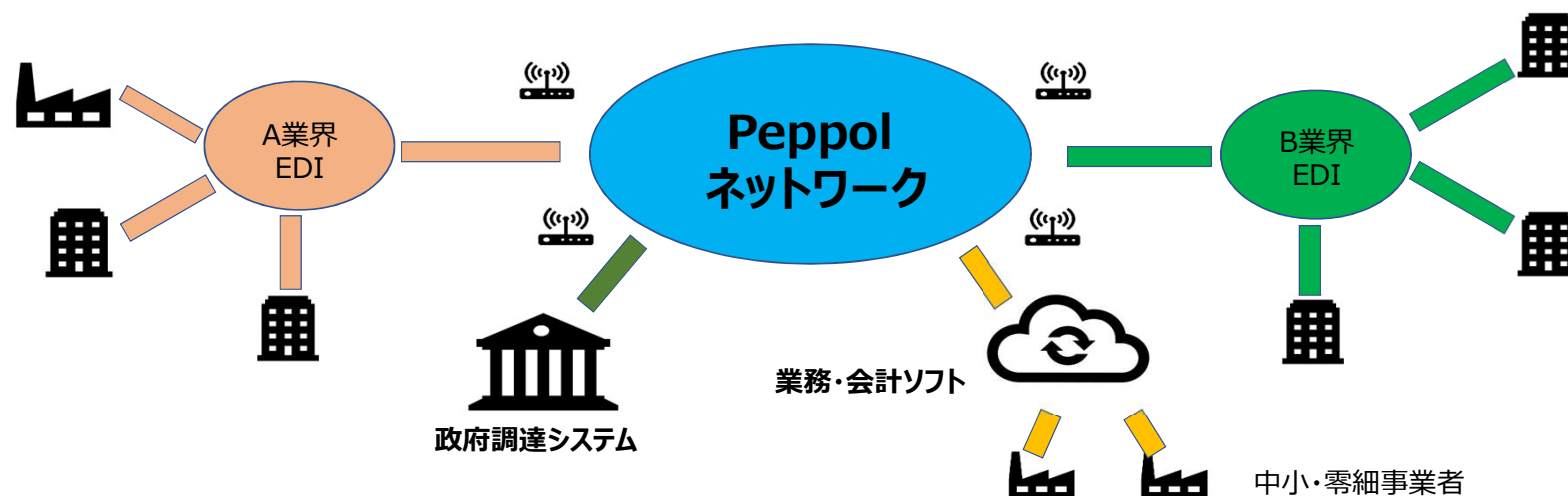 A業界
EDI
Peppol
ネットワーク
B業界
EDI
業務・会計ソフト
政府調達システム
中小・零細事業者